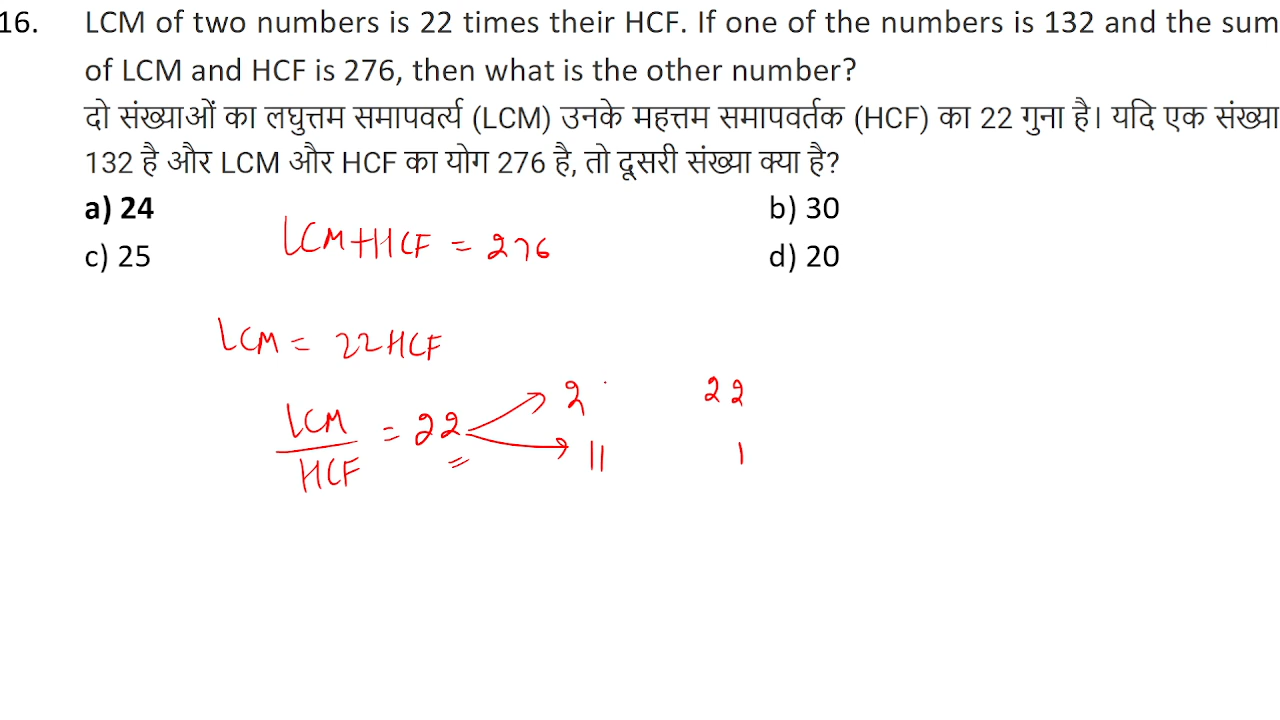 16. LCM of two numbers is 22 times their HCF. If one of the numbers is 132 and the sum
of LCM and HCF is 276, then what is the other number?
दो संख्याओं का लघुत्तम समापवर्त्य (LCM) उनके महत्तम समापवर्तक (HCF) का 22 गुना है। यदि एक संख्या
132 है और LCM और HCF का योग 276 है, तो दूसरी संख्या क्या है?
a) 24 b) 30
c) 25 d) 20
LCM+HCF = 276
LCM = 22HCF
LCM/HCF = 22
2 22
11 1